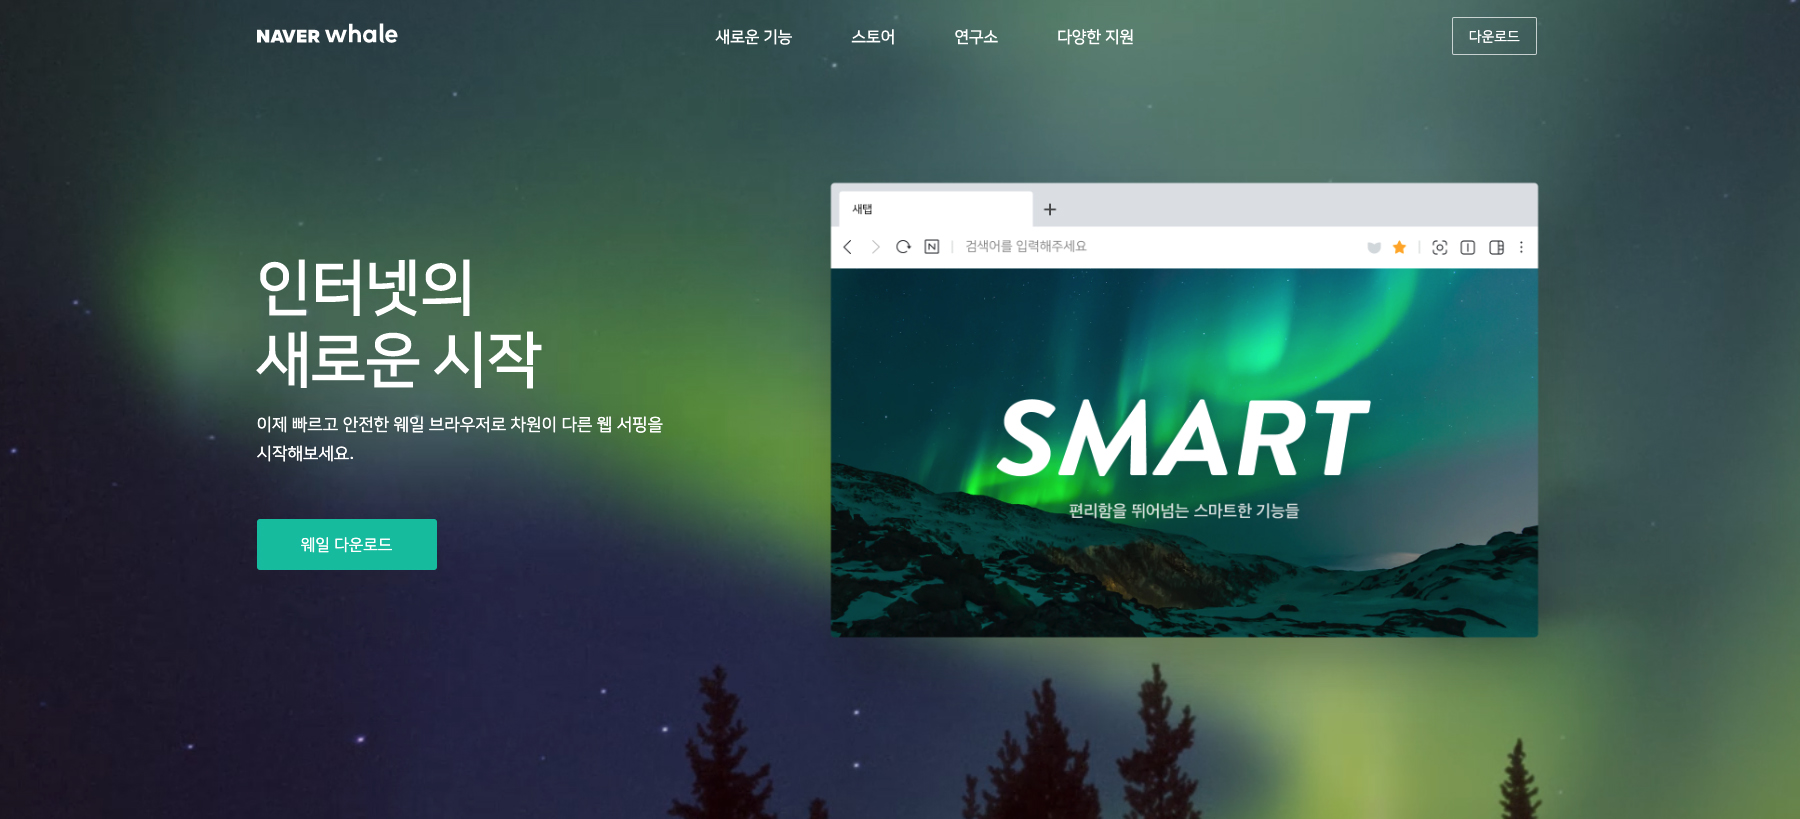 NAVER whale
새로운 기능
스토어
연구소
다양한 지원
다운로드
인터넷의
새로운 시작
이제 빠르고 안전한 웨일 브라우저로 차원이 다른 웹 서핑을
시작해보세요.
웨일 다운로드
새탭
N
검색어를 입력해주세요
SMART
편리함을 뛰어넘는 스마트한 기능들